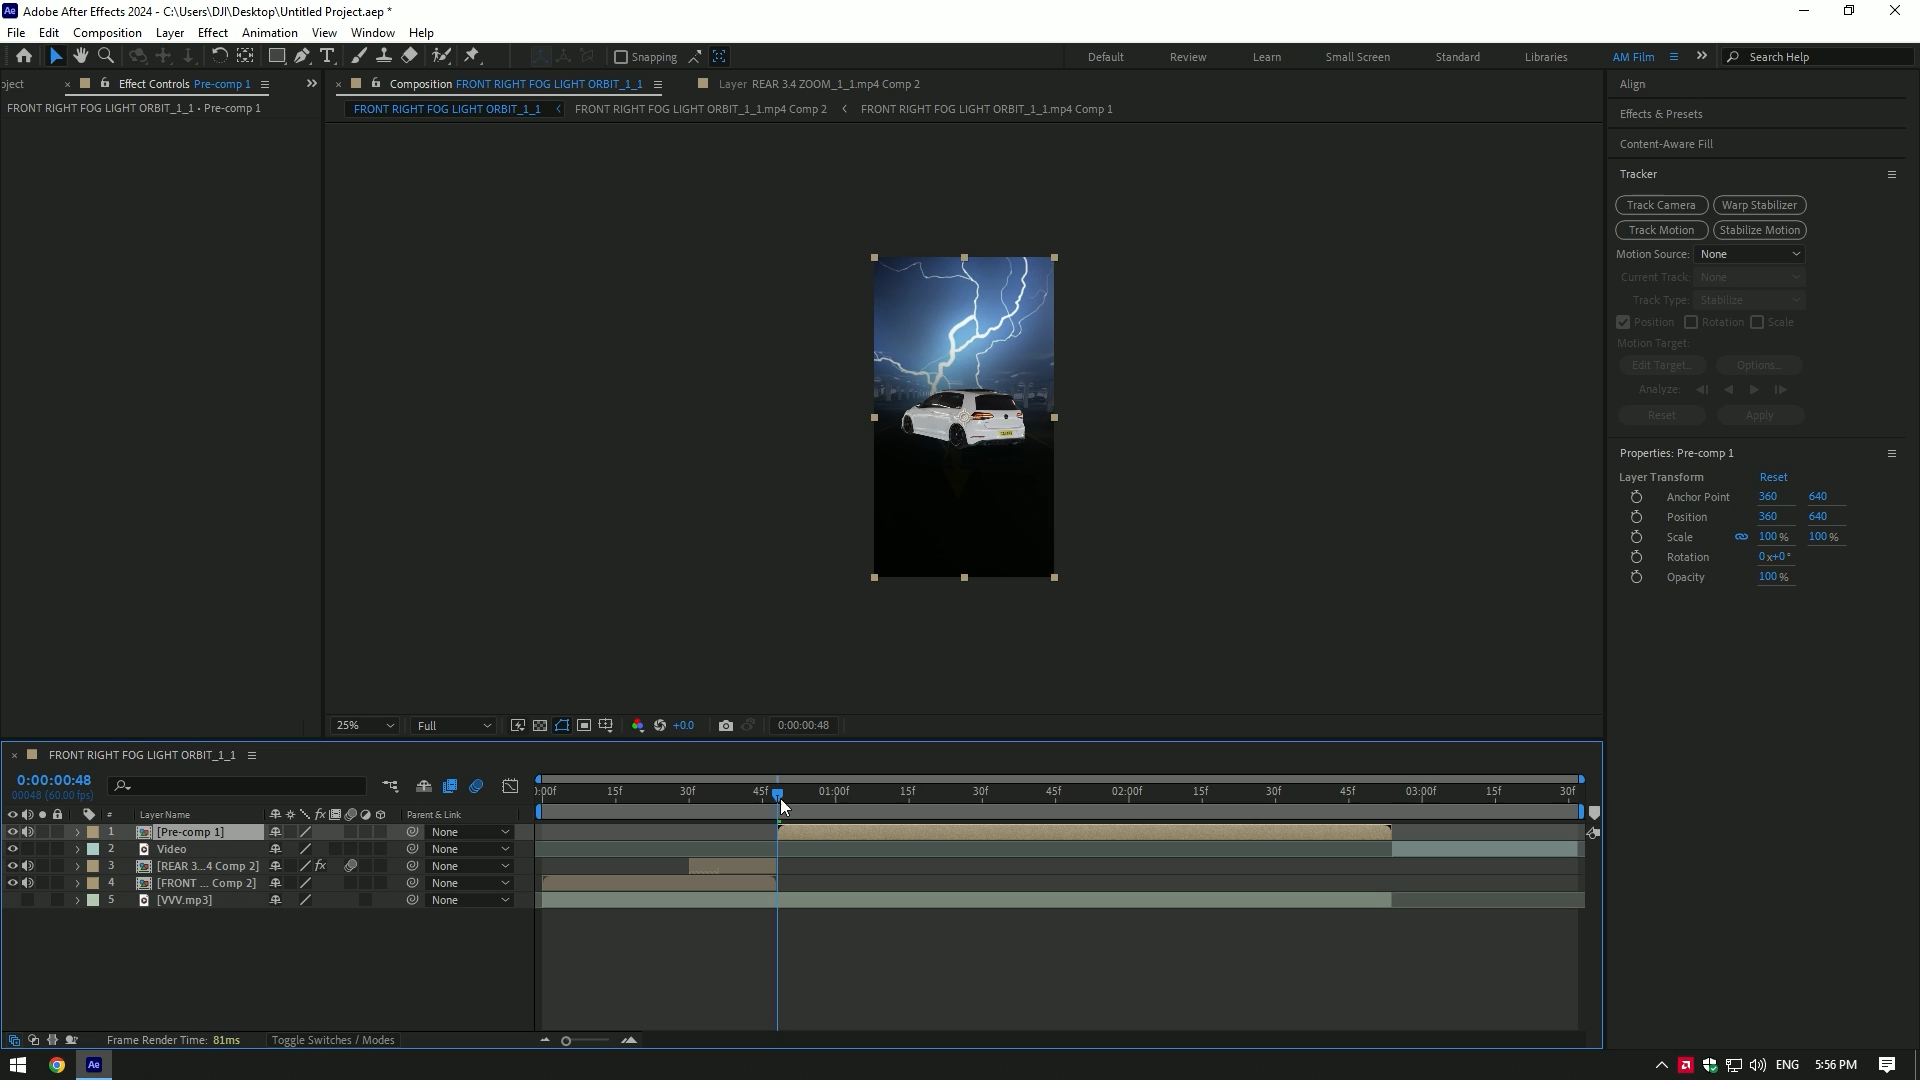 Adobe After Effects 2024 - C:\Users\DJI\Desktop\Untitled Project.aep *
File Edit Composition Layer Effect Animation View Window Help
Snapping
Default Review Learn Small Screen Standard Libraries AM Film Search Help
oject Effect Controls Pre-comp 1
Composition FRONT RIGHT FOG LIGHT ORBIT_1_1
Layer REAR 3.4 ZOOM_1_1.mp4 Comp 2
FRONT RIGHT FOG LIGHT ORBIT_1_1 • Pre-comp 1
FRONT RIGHT FOG LIGHT ORBIT_1_1 < FRONT RIGHT FOG LIGHT ORBIT_1_1.mp4 Comp 2 < FRONT RIGHT FOG LIGHT ORBIT_1_1.mp4 Comp 1
Align
Effects & Presets
Content-Aware Fill
Tracker
Track Camera Warp Stabilizer
Track Motion Stabilize Motion
Motion Source: None
Current Track: None
Track Type: Stabilize
Position Rotation Scale
Motion Target:
Edit Target... Options...
Analyze:
Reset Apply
Properties: Pre-comp 1
Layer Transform Reset
Anchor Point 360 640
Position 360 640
Scale 100 % 100 %
Rotation 0x+0°
Opacity 100 %
25% Full +0.0 0:00:00:48
FRONT RIGHT FOG LIGHT ORBIT_1_1
0:00:00:48
00048 (60.00 fps)
):00f 15f 30f 45f 01:00f 15f 30f 45f 02:00f 15f 30f 45f 03:00f 15f 30f
# Layer Name fx Parent & Link
1 [Pre-comp 1] None
2 Video None
3 [REAR 3...4 Comp 2] fx None
4 [FRONT ... Comp 2] None
5 [VVV.mp3] None
Frame Render Time: 81ms Toggle Switches / Modes
Ae ENG 5:56 PM